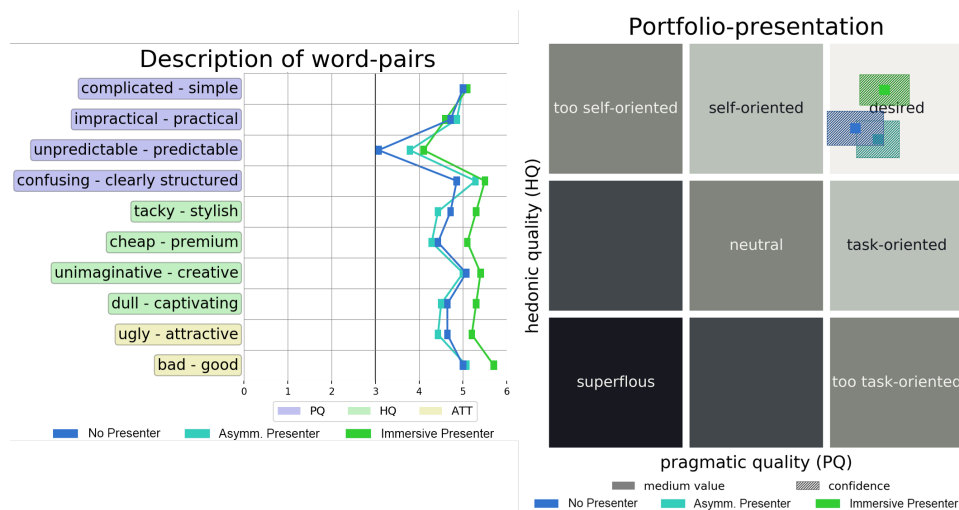 Description of word-pairs
complicated - simple
impractical - practical
unpredictable - predictable
confusing - clearly structured
tacky - stylish
cheap - premium
unimaginative - creative
dull - captivating
ugly - attractive
bad - good
0 1 2 3 4 5 6
PQ HQ ATT
No Presenter Asymm. Presenter Immersive Presenter
Portfolio-presentation
hedonic quality (HQ)
too self-oriented self-oriented desired
neutral task-oriented
superflous too task-oriented
pragmatic quality (PQ)
medium value confidence
No Presenter Asymm. Presenter Immersive Presenter